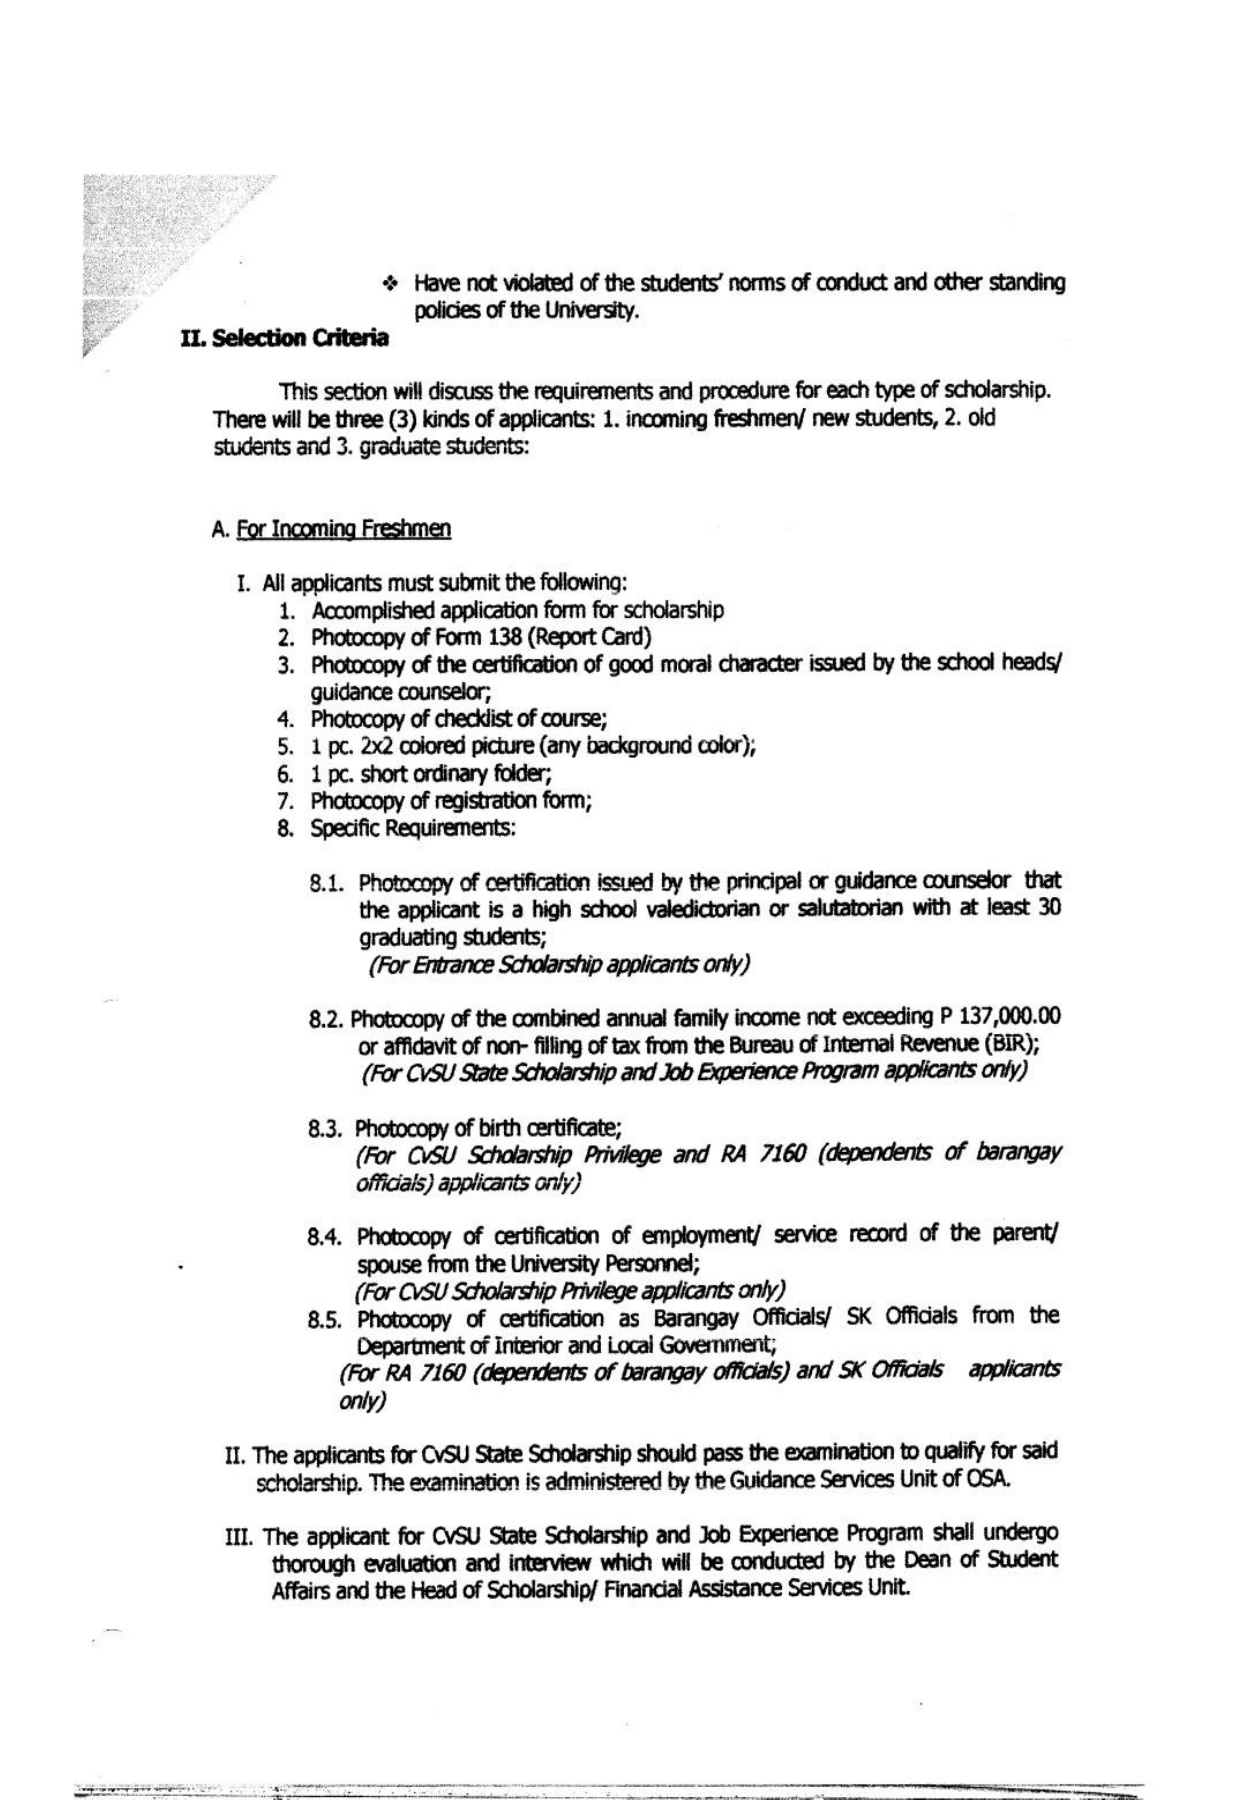 ❖ Have not violated of the students' norms of conduct and other standing
policies of the University.
II. Selection Criteria
This section will discuss the requirements and procedure for each type of scholarship.
There will be three (3) kinds of applicants: 1. incoming freshmen/ new students, 2. old
students and 3. graduate students:
A. For Incoming Freshmen
I. All applicants must submit the following:
1. Accomplished application form for scholarship
2. Photocopy of Form 138 (Report Card)
3. Photocopy of the certification of good moral character issued by the school heads/
guidance counselor;
4. Photocopy of checklist of course;
5. 1 pc. 2x2 colored picture (any background color);
6. 1 pc. short ordinary folder;
7. Photocopy of registration form;
8. Specific Requirements:
8.1. Photocopy of certification issued by the principal or guidance counselor that
the applicant is a high school valedictorian or salutatorian with at least 30
graduating students;
(For Entrance Scholarship applicants only)
8.2. Photocopy of the combined annual family income not exceeding P 137,000.00
or affidavit of non- filling of tax from the Bureau of Internal Revenue (BIR);
(For CvSU State Scholarship and Job Experience Program applicants only)
8.3. Photocopy of birth certificate;
(For CvSU Scholarship Privilege and RA 7160 (dependents of barangay
officials) applicants only)
8.4. Photocopy of certification of employment/ service record of the parent/
spouse from the University Personnel;
(For CvSU Scholarship Privilege applicants only)
8.5. Photocopy of certification as Barangay Officials/ SK Officials from the
Department of Interior and Local Government;
(For RA 7160 (dependents of barangay officials) and SK Officials applicants
only)
II. The applicants for CvSU State Scholarship should pass the examination to qualify for said
scholarship. The examination is administered by the Guidance Services Unit of OSA.
III. The applicant for CvSU State Scholarship and Job Experience Program shall undergo
thorough evaluation and interview which will be conducted by the Dean of Student
Affairs and the Head of Scholarship/ Financial Assistance Services Unit.